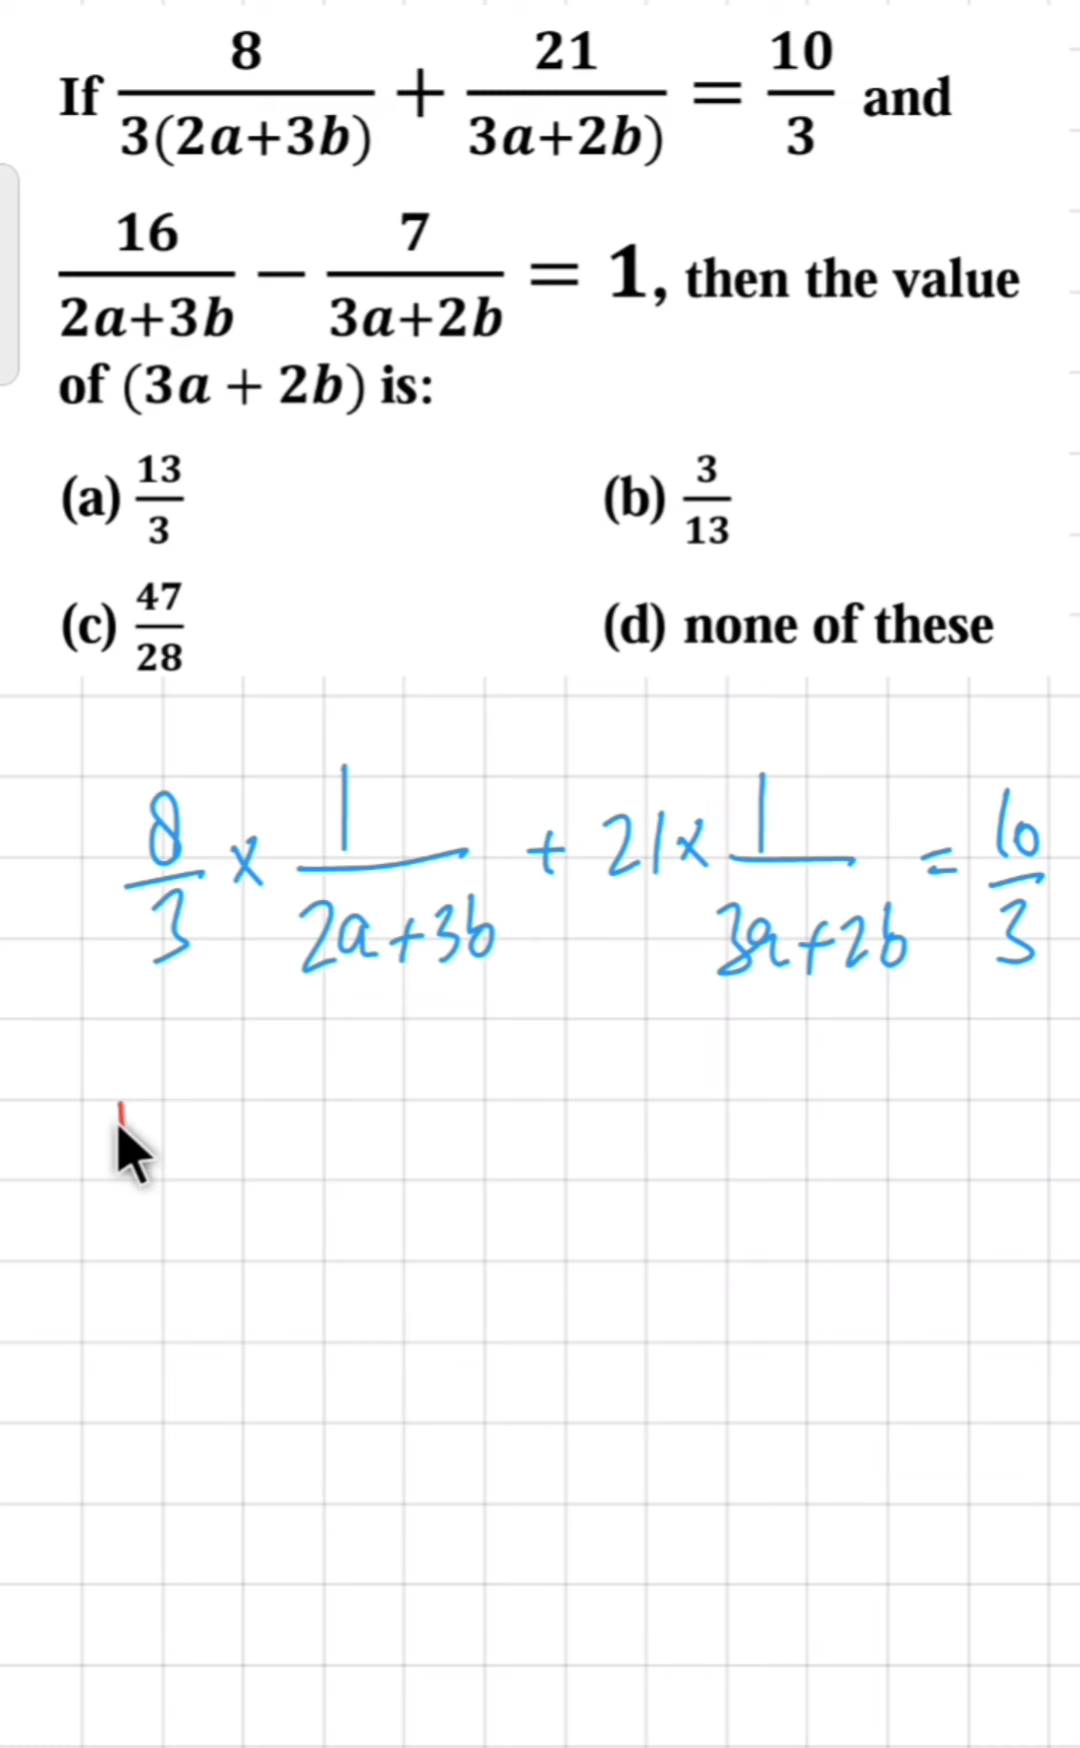 If 8/3(2a+3b) + 21/3a+2b) = 10/3 and
16/2a+3b − 7/3a+2b = 1, then the value
of (3a + 2b) is:
(a) 13/3 (b) 3/13
(c) 47/28 (d) none of these
8/3 × 1/2a+3b + 21× 1/3a+2b = 10/3